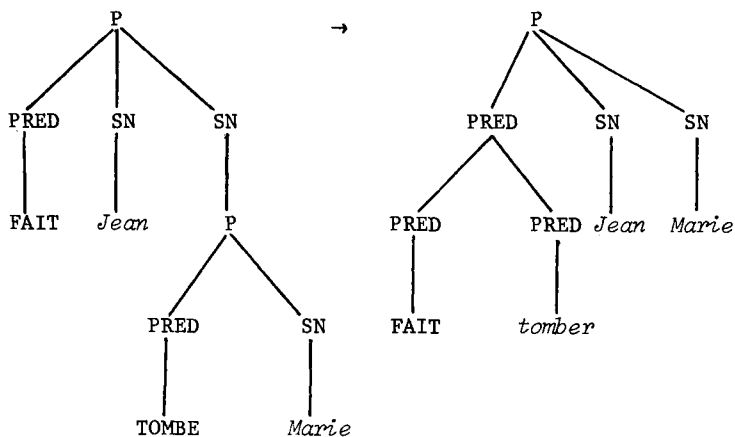 P → P
PRED SN SN PRED SN SN
FAIT Jean P PRED PRED Jean Marie
PRED SN FAIT tomber
TOMBE Marie